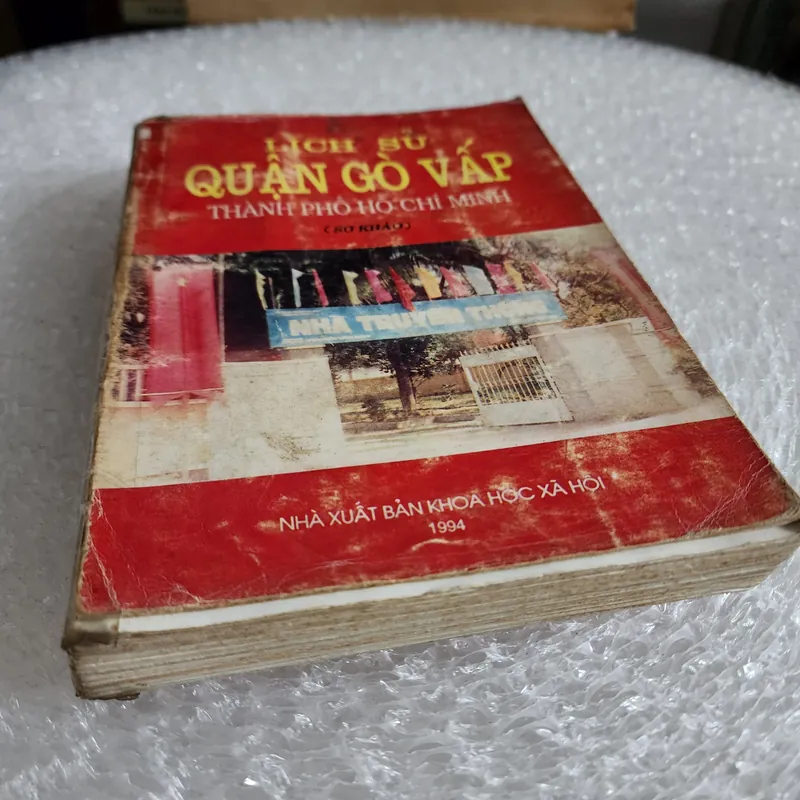 LỊCH SỬ
QUẬN GÒ VẤP
THÀNH PHỐ HỒ CHÍ MINH
(SƠ KHẢO)
NHÀ TRUYỀN THỐNG
NHÀ XUẤT BẢN KHOA HỌC XÃ HỘI
1994